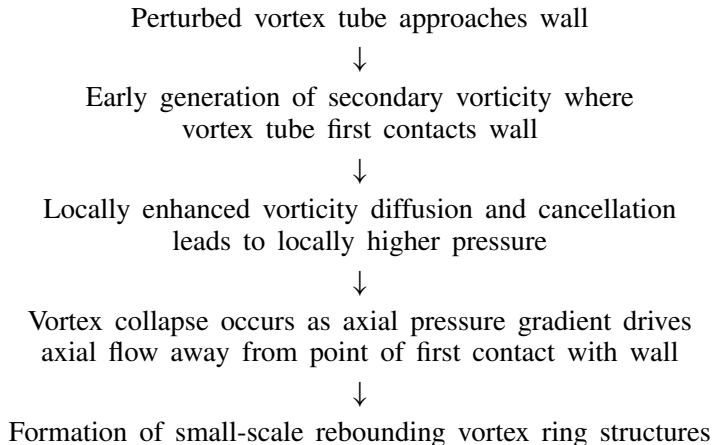 Perturbed vortex tube approaches wall
↓
Early generation of secondary vorticity where
vortex tube first contacts wall
↓
Locally enhanced vorticity diffusion and cancellation
leads to locally higher pressure
↓
Vortex collapse occurs as axial pressure gradient drives
axial flow away from point of first contact with wall
↓
Formation of small-scale rebounding vortex ring structures